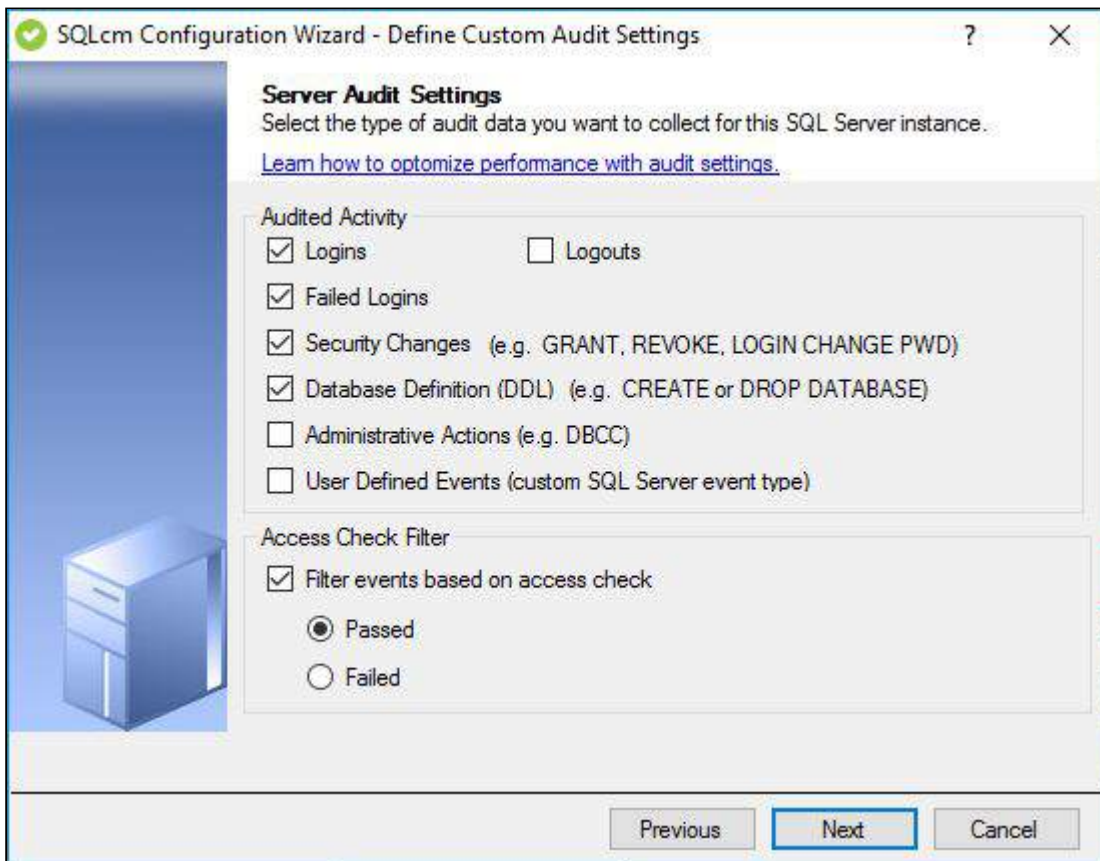 SQLcm Configuration Wizard - Define Custom Audit Settings ?
Server Audit Settings
Select the type of audit data you want to collect for this SQL Server instance.
Learn how to optomize performance with audit settings.
Audited Activity
Logins Logouts
Failed Logins
Security Changes (e.g. GRANT, REVOKE, LOGIN CHANGE PWD)
Database Definition (DDL) (e.g. CREATE or DROP DATABASE)
Administrative Actions (e.g. DBCC)
User Defined Events (custom SQL Server event type)
Access Check Filter
Filter events based on access check
Passed
Failed
Previous Next Cancel